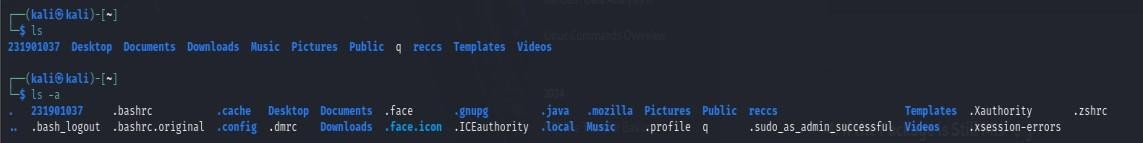 ┌──(kali㉿kali)-[~]
└─$ ls
231901037 Desktop Documents Downloads Music Pictures Public q reccs Templates Videos
┌──(kali㉿kali)-[~]
└─$ ls -a
. 231901037 .bashrc .cache Desktop Documents .face .gnupg .java .mozilla Pictures Public reccs Templates .Xauthority .zshrc
.. .bash_logout .bashrc.original .config .dmrc Downloads .face.icon .ICEauthority .local Music .profile q .sudo_as_admin_successful Videos .xsession-errors